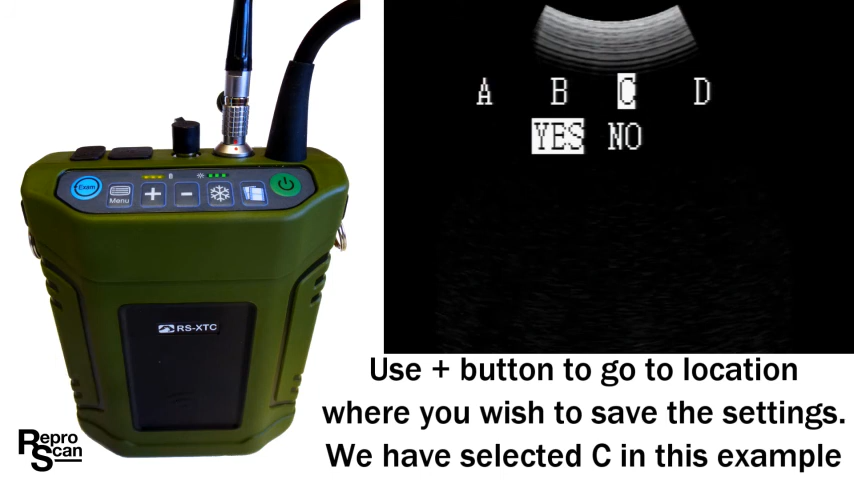 A B C D
YES NO
Exam
Menu
RS-XTC
Use + button to go to location
where you wish to save the settings.
We have selected C in this example
Repro
Scan